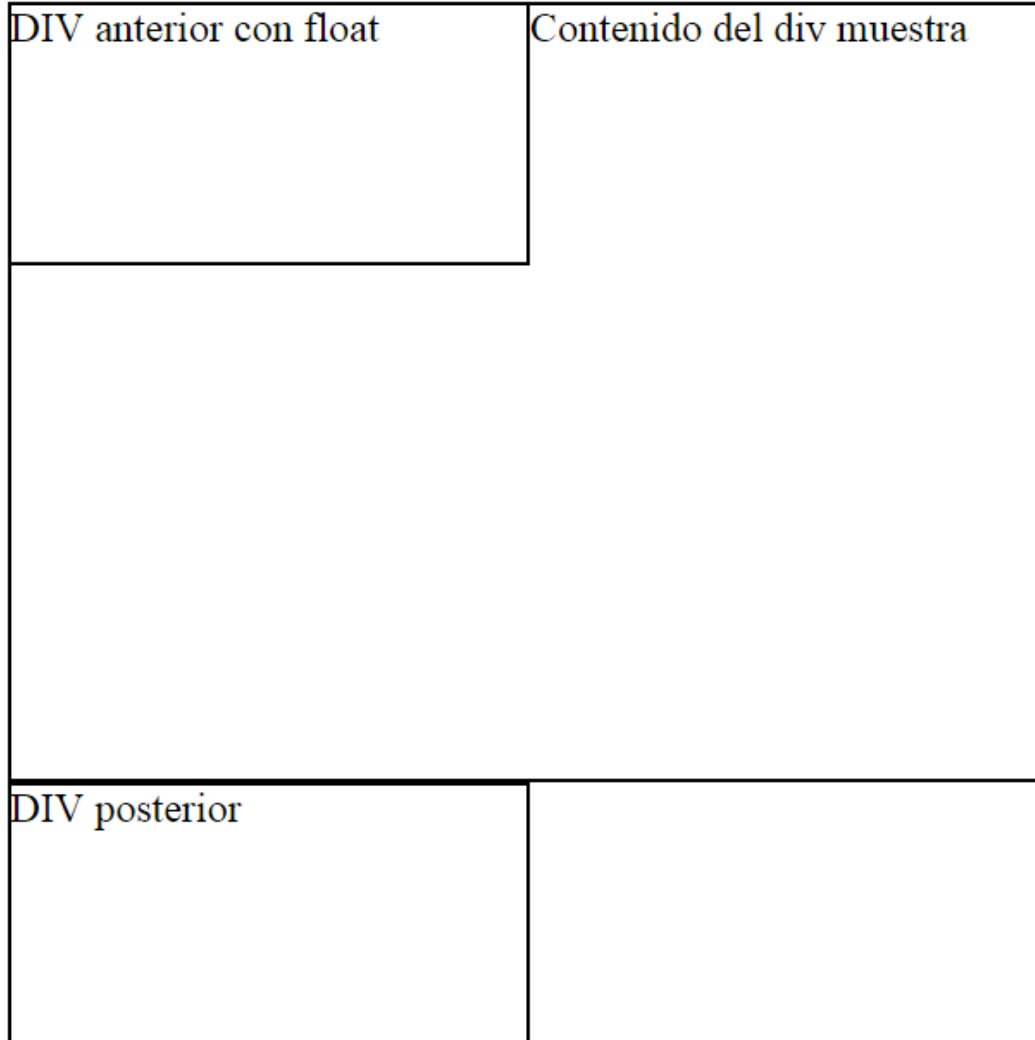 DIV anterior con float
Contenido del div muestra
DIV posterior